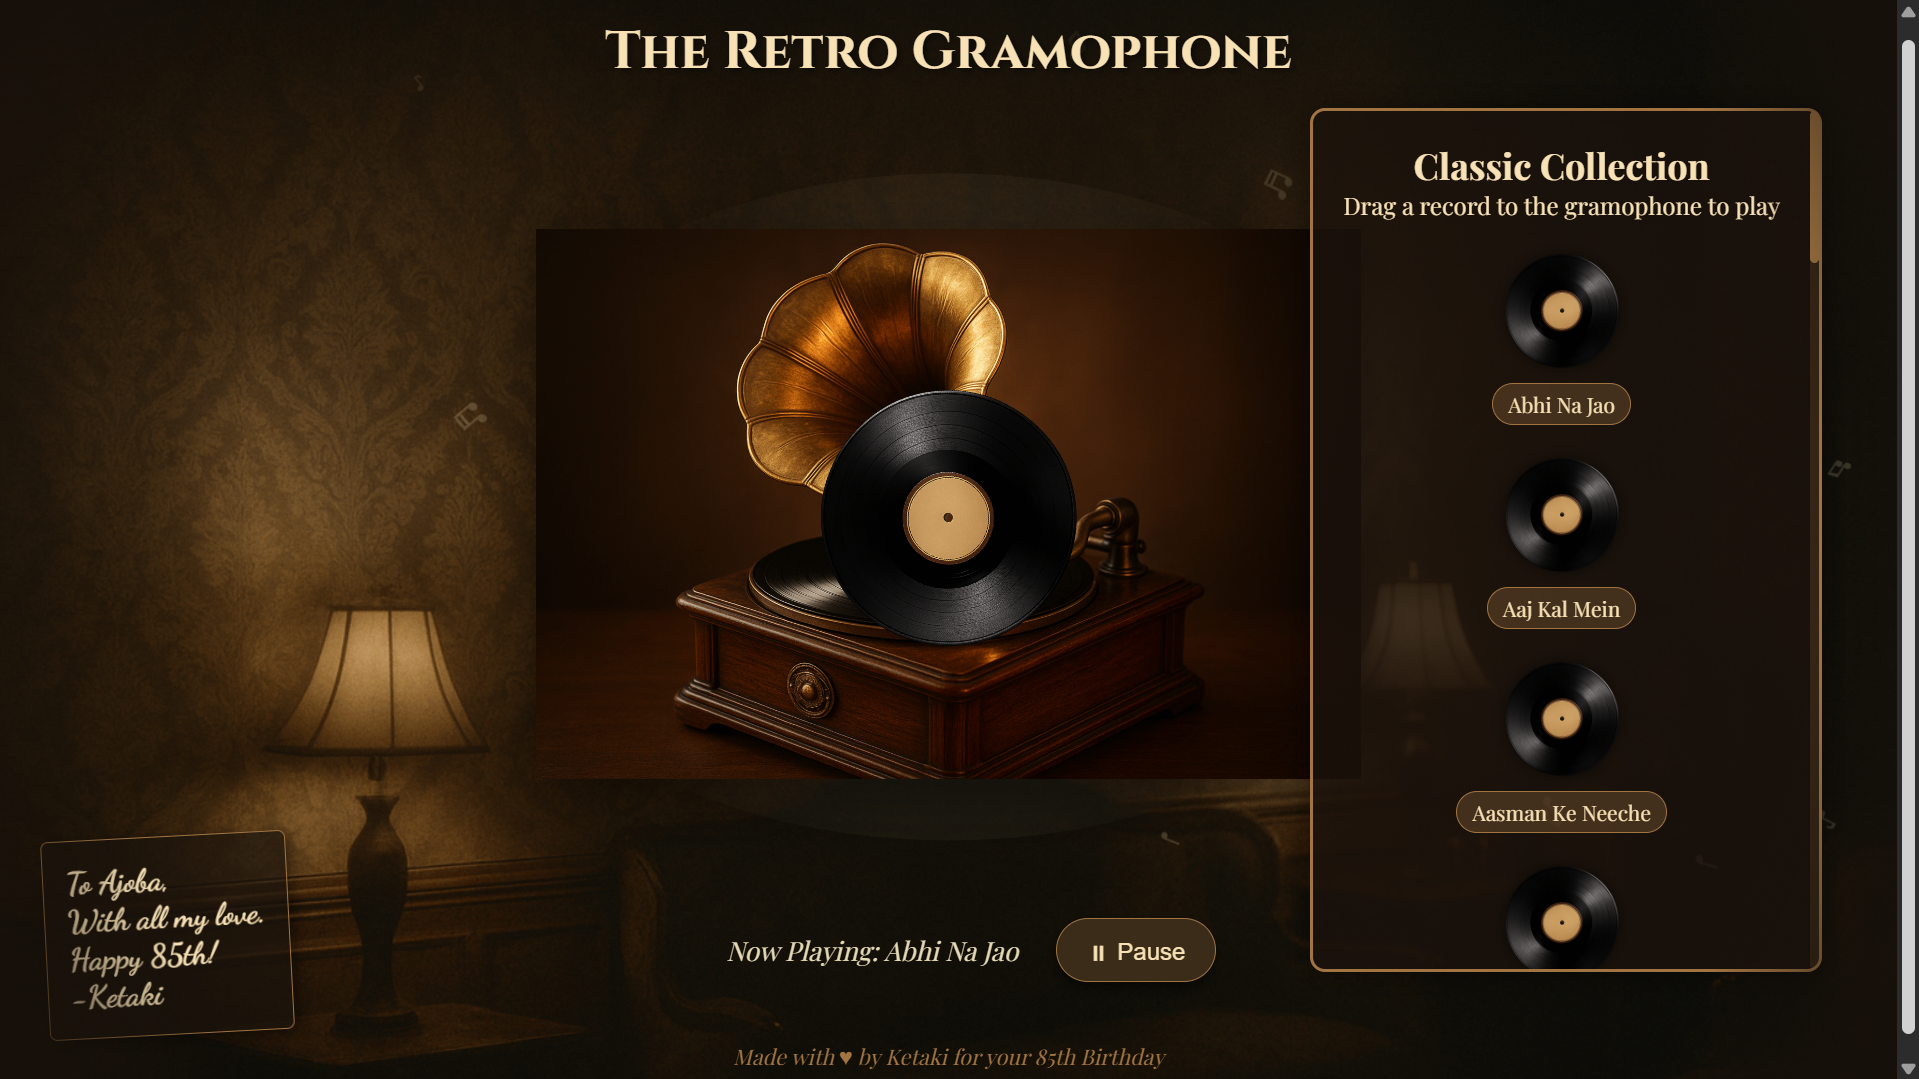 The Retro Gramophone
Classic Collection
Drag a record to the gramophone to play
Abhi Na Jao
Aaj Kal Mein
Aasman Ke Neeche
To Ajoba,
With all my love.
Happy 85th!
-Ketaki
Now Playing: Abhi Na Jao
Pause
Made with ♥ by Ketaki for your 85th Birthday